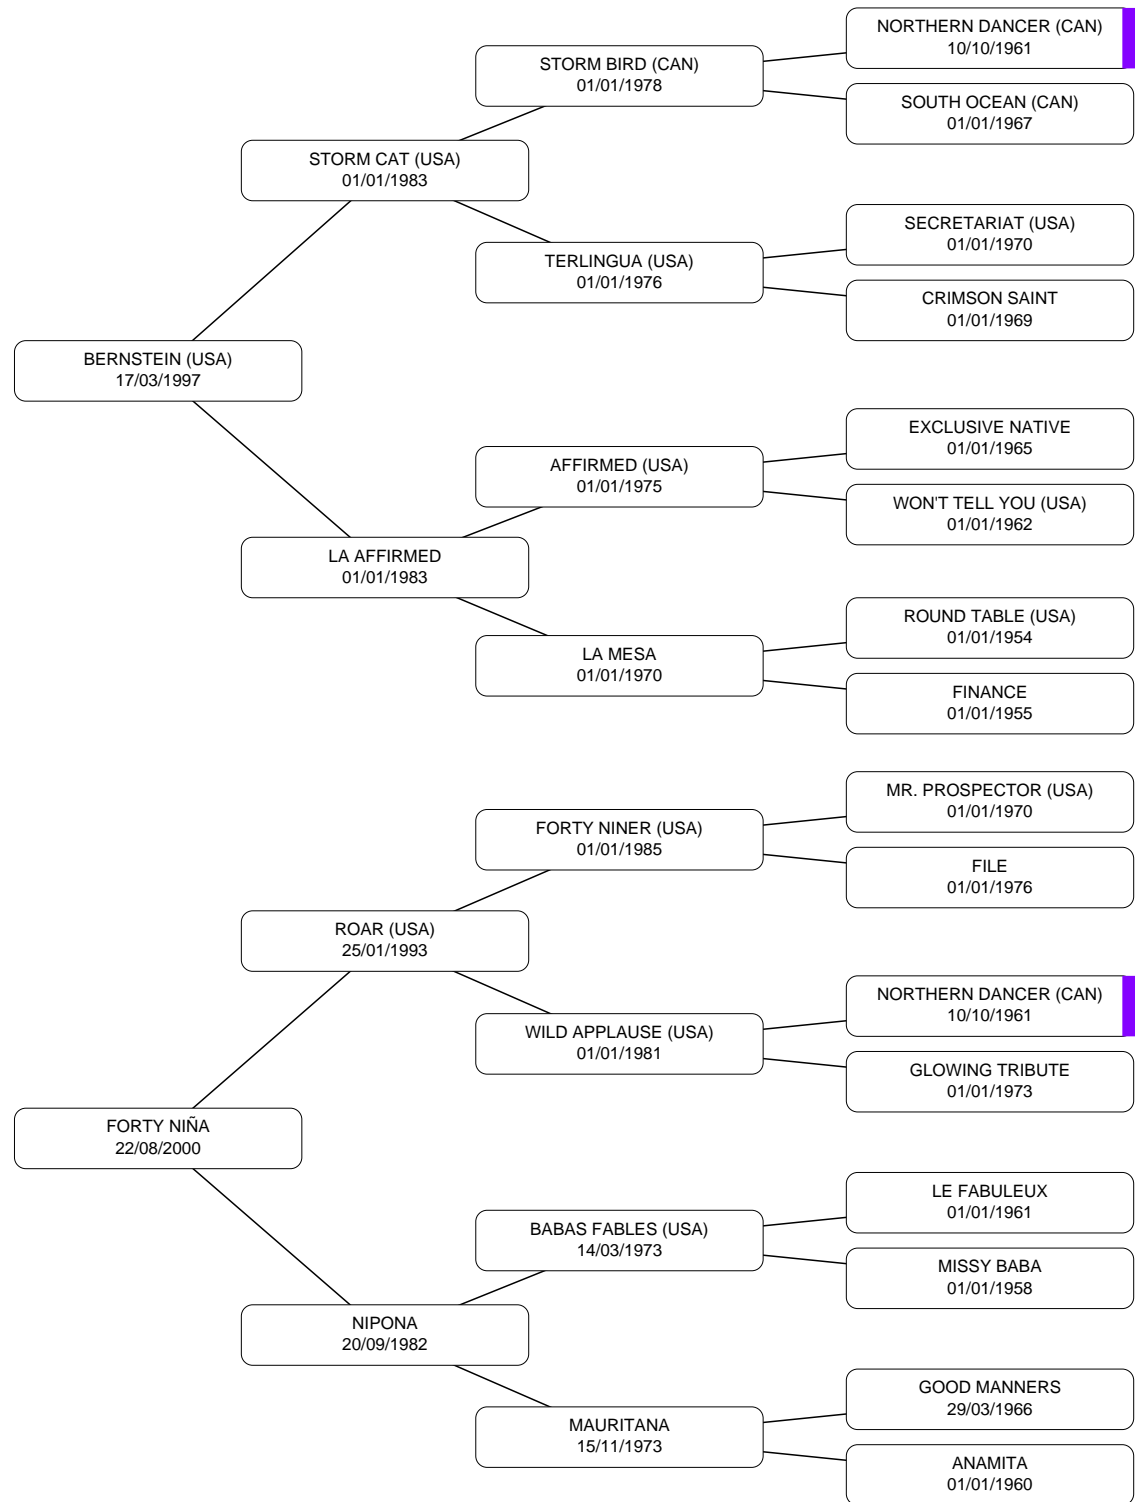 NORTHERN DANCER (CAN)
10/10/1961
STORM BIRD (CAN)
01/01/1978
SOUTH OCEAN (CAN)
01/01/1967
STORM CAT (USA)
01/01/1983
SECRETARIAT (USA)
01/01/1970
TERLINGUA (USA)
01/01/1976
CRIMSON SAINT
01/01/1969
BERNSTEIN (USA)
17/03/1997
EXCLUSIVE NATIVE
01/01/1965
AFFIRMED (USA)
01/01/1975
WON'T TELL YOU (USA)
01/01/1962
LA AFFIRMED
01/01/1983
ROUND TABLE (USA)
01/01/1954
LA MESA
01/01/1970
FINANCE
01/01/1955
MR. PROSPECTOR (USA)
01/01/1970
FORTY NINER (USA)
01/01/1985
FILE
01/01/1976
ROAR (USA)
25/01/1993
NORTHERN DANCER (CAN)
10/10/1961
WILD APPLAUSE (USA)
01/01/1981
GLOWING TRIBUTE
01/01/1973
FORTY NIÑA
22/08/2000
LE FABULEUX
01/01/1961
BABAS FABLES (USA)
14/03/1973
MISSY BABA
01/01/1958
NIPONA
20/09/1982
GOOD MANNERS
29/03/1966
MAURITANA
15/11/1973
ANAMITA
01/01/1960